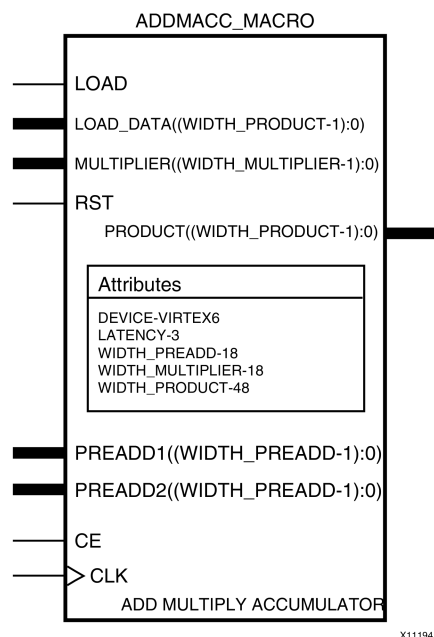 ADDMACC_MACRO
LOAD
LOAD_DATA((WIDTH_PRODUCT-1):0)
MULTIPLIER((WIDTH_MULTIPLIER-1):0)
RST
PRODUCT((WIDTH_PRODUCT-1):0)
Attributes
DEVICE-VIRTEX6
LATENCY-3
WIDTH_PREADD-18
WIDTH_MULTIPLIER-18
WIDTH_PRODUCT-48
PREADD1((WIDTH_PREADD-1):0)
PREADD2((WIDTH_PREADD-1):0)
CE
CLK
ADD MULTIPLY ACCUMULATOR
X11194